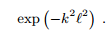 exp (−k²ℓ²) .